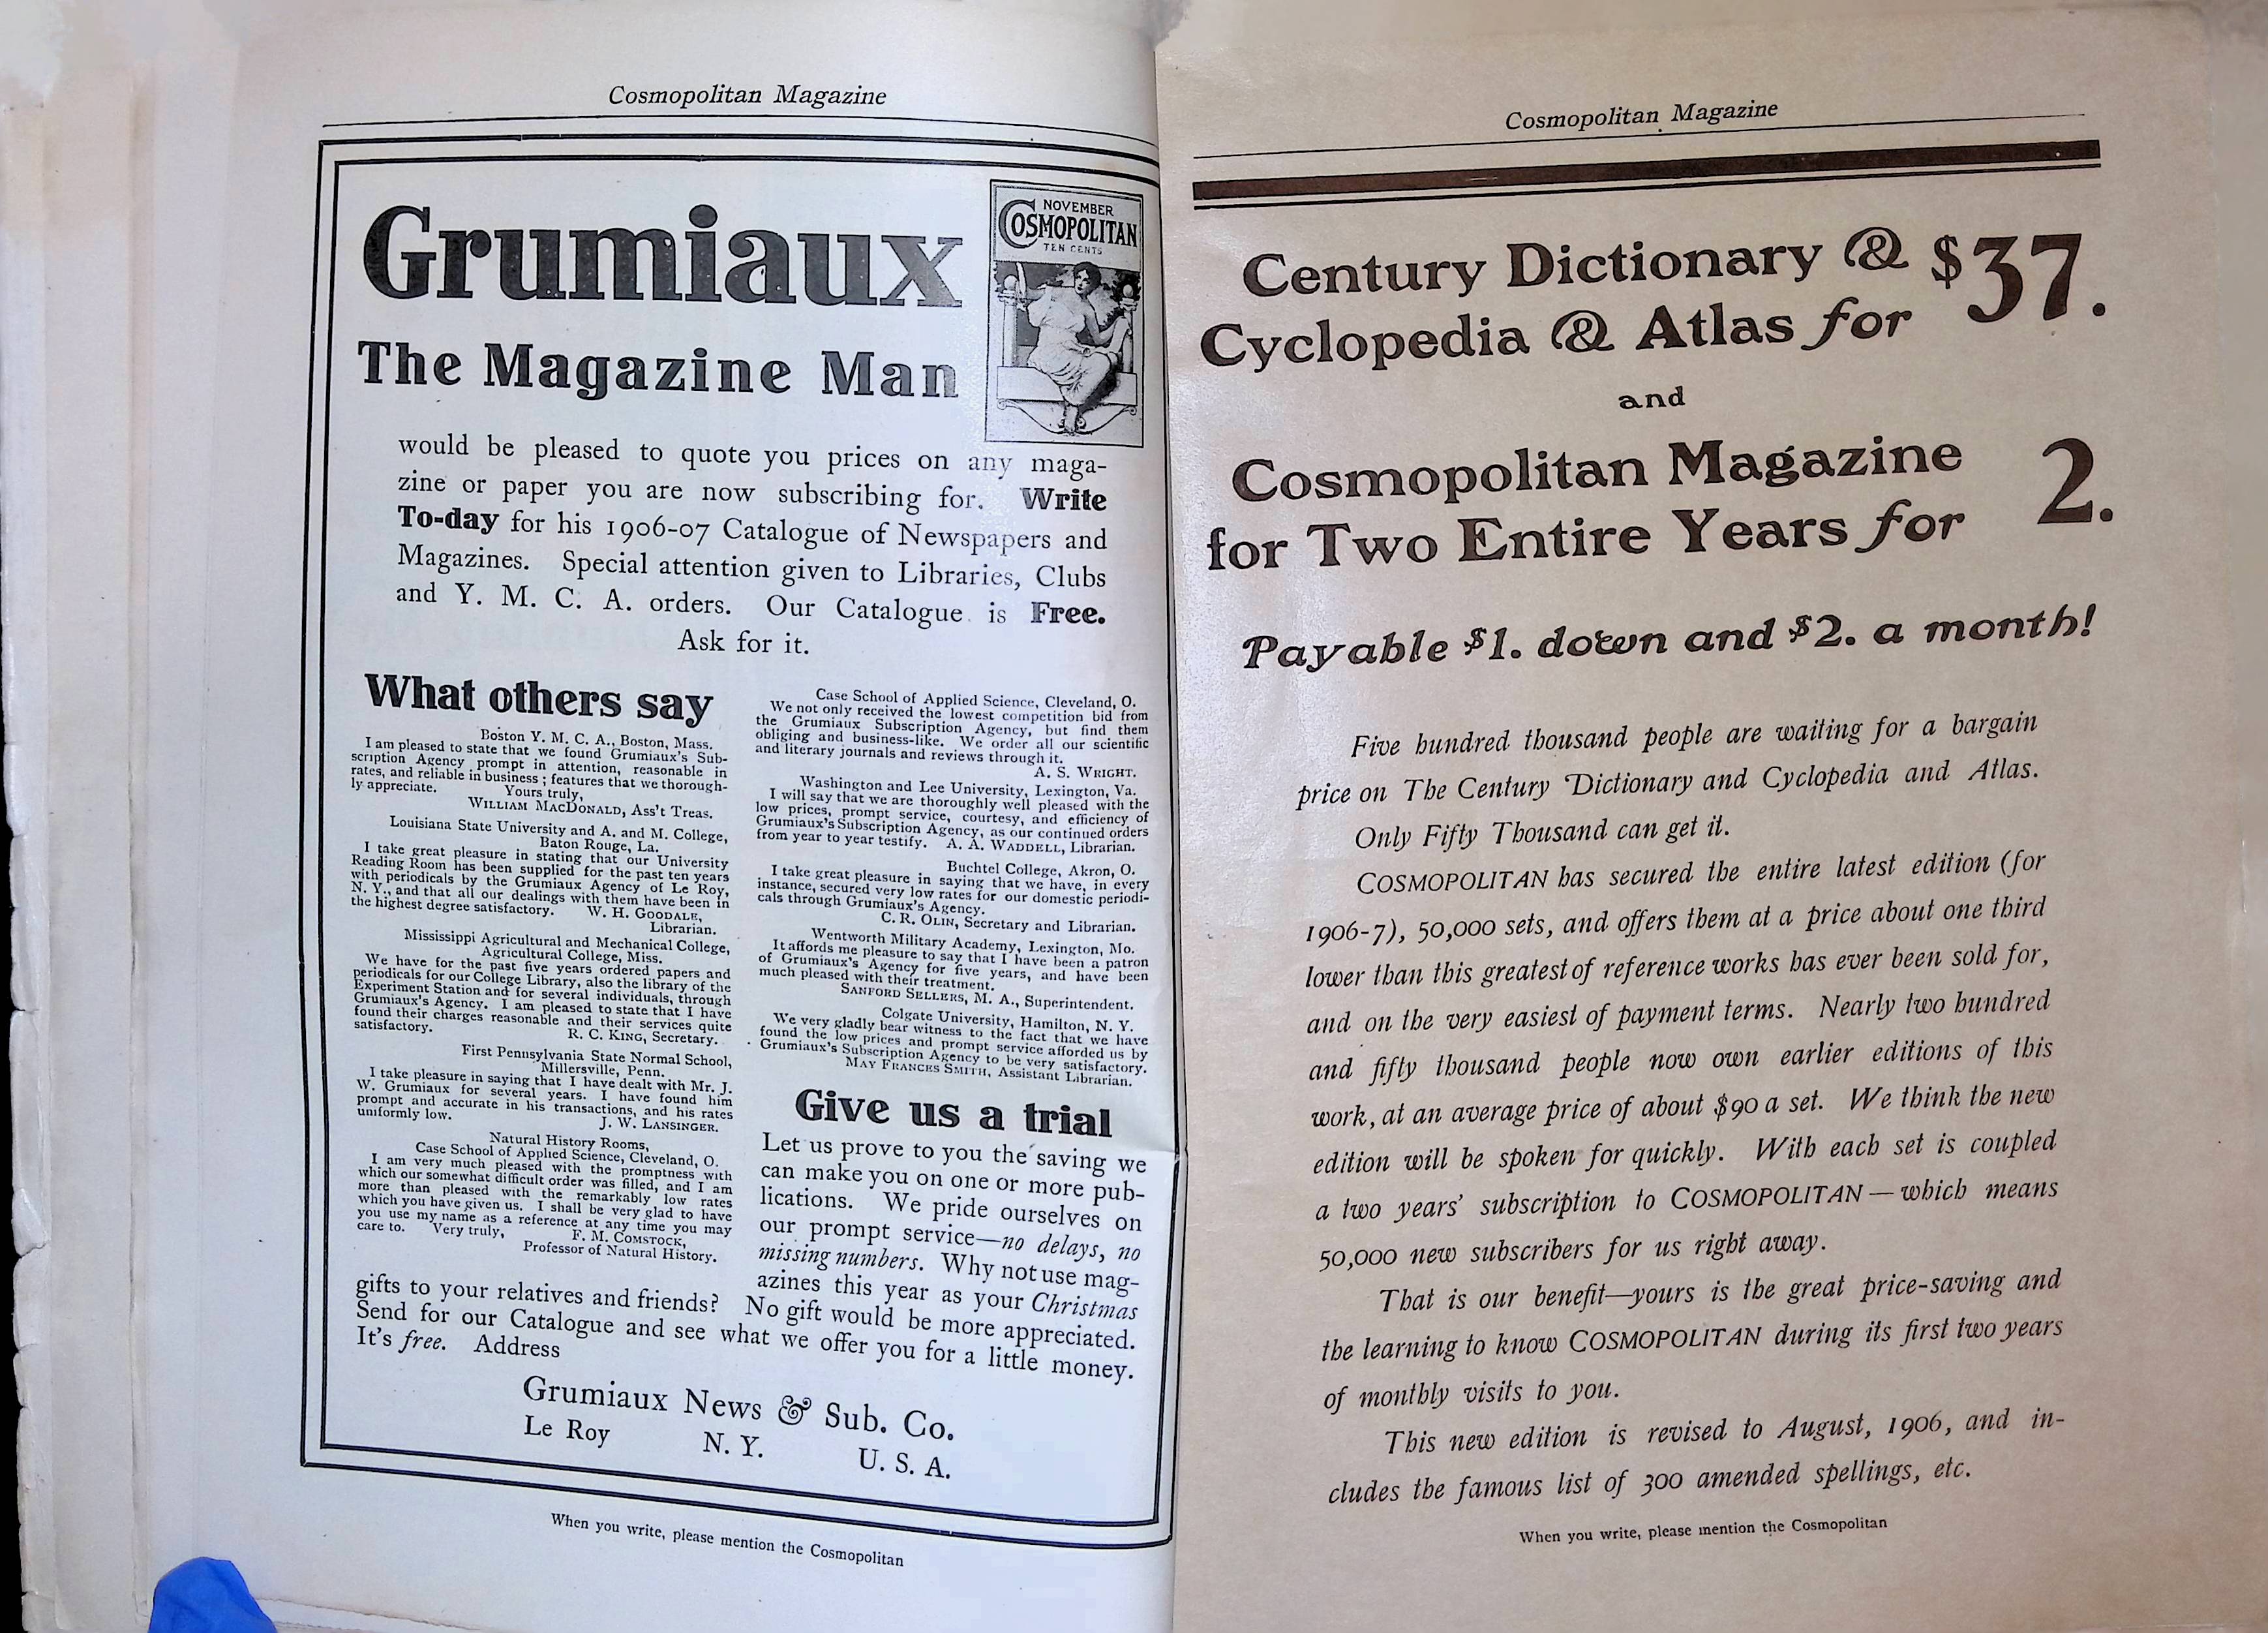 Cosmopolitan Magazine
Grumiaux
The Magazine Man
NOVEMBER
COSMOPOLITAN
TEN CENTS
would be pleased to quote you prices on any maga-
zine or paper you are now subscribing for. Write
To-day for his 1906-07 Catalogue of Newspapers and
Magazines. Special attention given to Libraries, Clubs
and Y. M. C. A. orders. Our Catalogue is Free.
Ask for it.
What others say
Boston Y. M. C. A., Boston, Mass.
I am pleased to state that we found Grumiaux's Sub-
scription Agency prompt in attention, reasonable in
rates, and reliable in business; features that we thorough-
ly appreciate. Yours truly,
WILLIAM MACDONALD, Ass't Treas.
Louisiana State University and A. and M. College,
Baton Rouge, La.
I take great pleasure in stating that our University
Reading Room has been supplied for the past ten years
with periodicals by the Grumiaux Agency of Le Roy,
N. Y., and that all our dealings with them have been in
the highest degree satisfactory. W. H. GOODALE,
Librarian.
Mississippi Agricultural and Mechanical College,
Agricultural College, Miss.
We have for the past five years ordered papers and
periodicals for our College Library, also the library of the
Experiment Station and for several individuals, through
Grumiaux's Agency. I am pleased to state that I have
found their charges reasonable and their services quite
satisfactory. R. C. KING, Secretary.
First Pennsylvania State Normal School,
Millersville, Penn.
I take pleasure in saying that I have dealt with Mr. J.
W. Grumiaux for several years. I have found him
prompt and accurate in his transactions, and his rates
uniformly low. J. W. LANSINGER.
Natural History Rooms,
Case School of Applied Science, Cleveland, O.
I am very much pleased with the promptness with
which our somewhat difficult order was filled, and I am
more than pleased with the remarkably low rates
which you have given us. I shall be very glad to have
you use my name as a reference at any time you may
care to. Very truly, F. M. COMSTOCK,
Professor of Natural History.
Case School of Applied Science, Cleveland, O.
We not only received the lowest competition bid from
the Grumiaux Subscription Agency, but find them
obliging and business-like. We order all our scientific
and literary journals and reviews through it.
A. S. WRIGHT.
Washington and Lee University, Lexington, Va.
I will say that we are thoroughly well pleased with the
low prices, prompt service, courtesy, and efficiency of
Grumiaux's Subscription Agency, as our continued orders
from year to year testify. A. A. WADDELL, Librarian.
Buchtel College, Akron, O.
I take great pleasure in saying that we have, in every
instance, secured very low rates for our domestic periodi-
cals through Grumiaux's Agency.
C. R. OLIN, Secretary and Librarian.
Wentworth Military Academy, Lexington, Mo.
It affords me pleasure to say that I have been a patron
of Grumiaux's Agency for five years, and have been
much pleased with their treatment.
SANFORD SELLERS, M. A., Superintendent.
Colgate University, Hamilton, N. Y.
We very gladly bear witness to the fact that we have
found the low prices and prompt service afforded us by
Grumiaux's Subscription Agency to be very satisfactory.
MAY FRANCES SMITH, Assistant Librarian.
Give us a trial
Let us prove to you the saving we
can make you on one or more pub-
lications. We pride ourselves on
our prompt service—no delays, no
missing numbers. Why not use mag-
azines this year as your Christmas
gifts to your relatives and friends? No gift would be more appreciated.
Send for our Catalogue and see what we offer you for a little money.
It's free. Address
Grumiaux News & Sub. Co.
Le Roy N. Y. U. S. A.
When you write, please mention the Cosmopolitan
Cosmopolitan Magazine
Century Dictionary & $37.
Cyclopedia & Atlas for
and
Cosmopolitan Magazine 2.
for Two Entire Years for
Payable $1. down and $2. a month!
Five hundred thousand people are waiting for a bargain
price on The Century Dictionary and Cyclopedia and Atlas.
Only Fifty Thousand can get it.
COSMOPOLITAN has secured the entire latest edition (for
1906-7), 50,000 sets, and offers them at a price about one third
lower than this greatest of reference works has ever been sold for,
and on the very easiest of payment terms. Nearly two hundred
and fifty thousand people now own earlier editions of this
work, at an average price of about $90 a set. We think the new
edition will be spoken for quickly. With each set is coupled
a two years' subscription to COSMOPOLITAN—which means
50,000 new subscribers for us right away.
That is our benefit—yours is the great price-saving and
the learning to know COSMOPOLITAN during its first two years
of monthly visits to you.
This new edition is revised to August, 1906, and in-
cludes the famous list of 300 amended spellings, etc.
When you write, please mention the Cosmopolitan